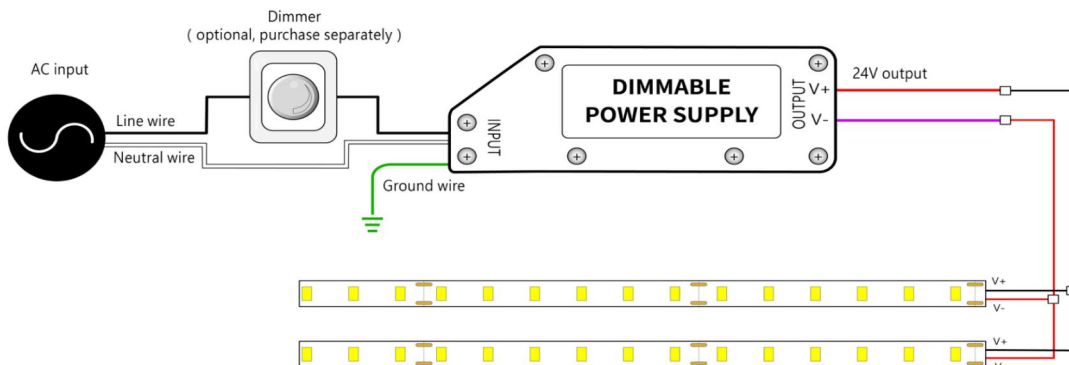 Dimmer
( optional, purchase separately )
AC input
Line wire
Neutral wire
Ground wire
INPUT
DIMMABLE
POWER SUPPLY
OUTPUT
V+
V-
24V output
V+
V-
V+